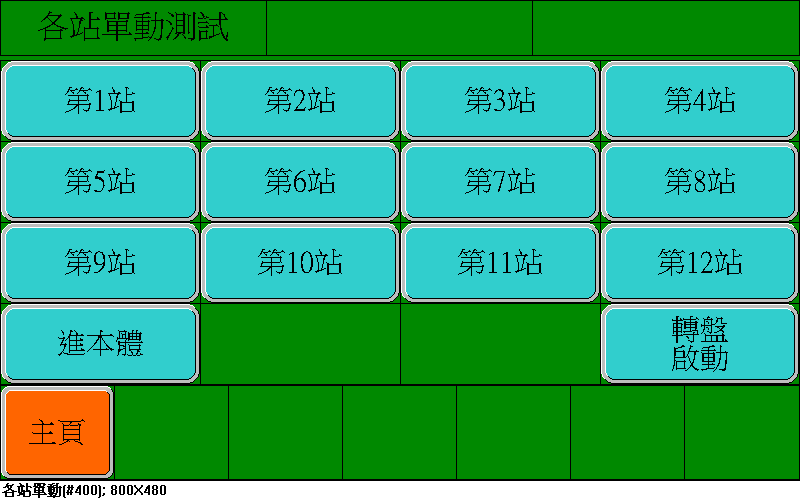 各站單動測試
第1站
第2站
第3站
第4站
第5站
第6站
第7站
第8站
第9站
第10站
第11站
第12站
進本體
轉盤
啟動
主頁
各站單動(#400); 800X480